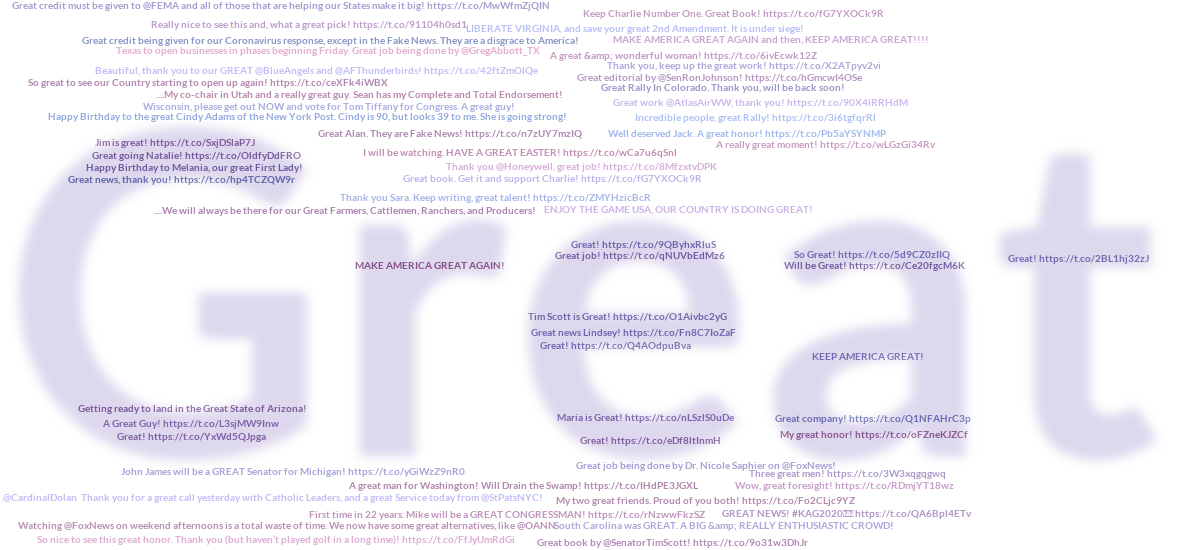 Great credit must be given to @FEMA and all of those that are helping our States make it big! https://t.co/MwWfmZjQIN
Keep Charlie Number One. Great Book! https://t.co/fG7YXOCk9R
Really nice to see this and, what a great pick! https://t.co/91104h0sd1
LIBERATE VIRGINIA, and save your great 2nd Amendment. It is under siege!
Great credit being given for our Coronavirus response, except in the Fake News. They are a disgrace to America!
MAKE AMERICA GREAT AGAIN and then, KEEP AMERICA GREAT!!!!
Texas to open businesses in phases beginning Friday. Great job being done by @GregAbbott_TX
A great &amp; wonderful woman! https://t.co/6ivEcwk12Z
Thank you, keep up the great work! https://t.co/X2ATpyv2vi
Beautiful, thank you to our GREAT @BlueAngels and @AFThunderbirds! https://t.co/42ftZmOIQe
Great editorial by @SenRonJohnson! https://t.co/hGmcwI4OSe
So great to see our Country starting to open up again! https://t.co/ceXFk4iWBX
Great Rally In Colorado. Thank you, will be back soon!
....My co-chair in Utah and a really great guy. Sean has my Complete and Total Endorsement!
Great work @AtlasAirWW, thank you! https://t.co/90X4IRRHdM
Wisconsin, please get out NOW and vote for Tom Tiffany for Congress. A great guy!
Happy Birthday to the great Cindy Adams of the New York Post. Cindy is 90, but looks 39 to me. She is going strong!
Incredible people, great Rally! https://t.co/3i6tgfqrRI
Great Alan. They are Fake News! https://t.co/n7zUY7mzIQ
Well deserved Jack. A great honor! https://t.co/Pb5aYSYNMP
Jim is great! https://t.co/SxjDSlaP7J
A really great moment! https://t.co/wLGzGi34Rv
Great going Natalie! https://t.co/OldfyDdFRO
I will be watching. HAVE A GREAT EASTER! https://t.co/wCa7u6qSnl
Happy Birthday to Melania, our great First Lady!
Thank you @Honeywell, great job! https://t.co/8MfzxtvDPK
Great news, thank you! https://t.co/hp4TCZQW9r
Great book. Get it and support Charlie! https://t.co/fG7YXOCk9R
Thank you Sara. Keep writing, great talent! https://t.co/ZMYHzicBcR
....We will always be there for our Great Farmers, Cattlemen, Ranchers, and Producers!
ENJOY THE GAME USA, OUR COUNTRY IS DOING GREAT!
Great! https://t.co/9QByhxRIuS
Great job! https://t.co/qNUVbEdMz6
So Great! https://t.co/5d9CZ0zIIQ
Great! https://t.co/2BL1hj32zJ
MAKE AMERICA GREAT AGAIN!
Will be Great! https://t.co/Ce20fgcM6K
Great
Tim Scott is Great! https://t.co/O1Aivbc2yG
Great news Lindsey! https://t.co/Fn8C7IoZaF
Great! https://t.co/Q4AOdpuBva
KEEP AMERICA GREAT!
Getting ready to land in the Great State of Arizona!
A Great Guy! https://t.co/L3sjMW9Inw
Maria is Great! https://t.co/nLSzIS0uDe
Great company! https://t.co/Q1NFAHrC3p
Great! https://t.co/YxWd5QJpga
Great! https://t.co/eDf8ItInmH
My great honor! https://t.co/oFZneKJZCf
John James will be a GREAT Senator for Michigan! https://t.co/yGiWzZ9nR0
Great job being done by Dr. Nicole Saphier on @FoxNews!
Three great men! https://t.co/3W3xqgqgwq
A great man for Washington! Will Drain the Swamp! https://t.co/lHdPE3JGXL
Wow, great foresight! https://t.co/RDmjYT18wz
.@CardinalDolan Thank you for a great call yesterday with Catholic Leaders, and a great Service today from @StPatsNYC!
My two great friends. Proud of you both! https://t.co/Fo2CLjc9YZ
First time in 22 years. Mike will be a GREAT CONGRESSMAN! https://t.co/rNzwwFkzSZ
GREAT NEWS! #KAG2020 https://t.co/QA6BpI4ETv
Watching @FoxNews on weekend afternoons is a total waste of time. We now have some great alternatives, like @OANN
South Carolina was GREAT. A BIG &amp; REALLY ENTHUSIASTIC CROWD!
So nice to see this great honor. Thank you (but haven't played golf in a long time)! https://t.co/FfJyUmRdGi
Great book by @SenatorTimScott! https://t.co/9o31w3DhJr